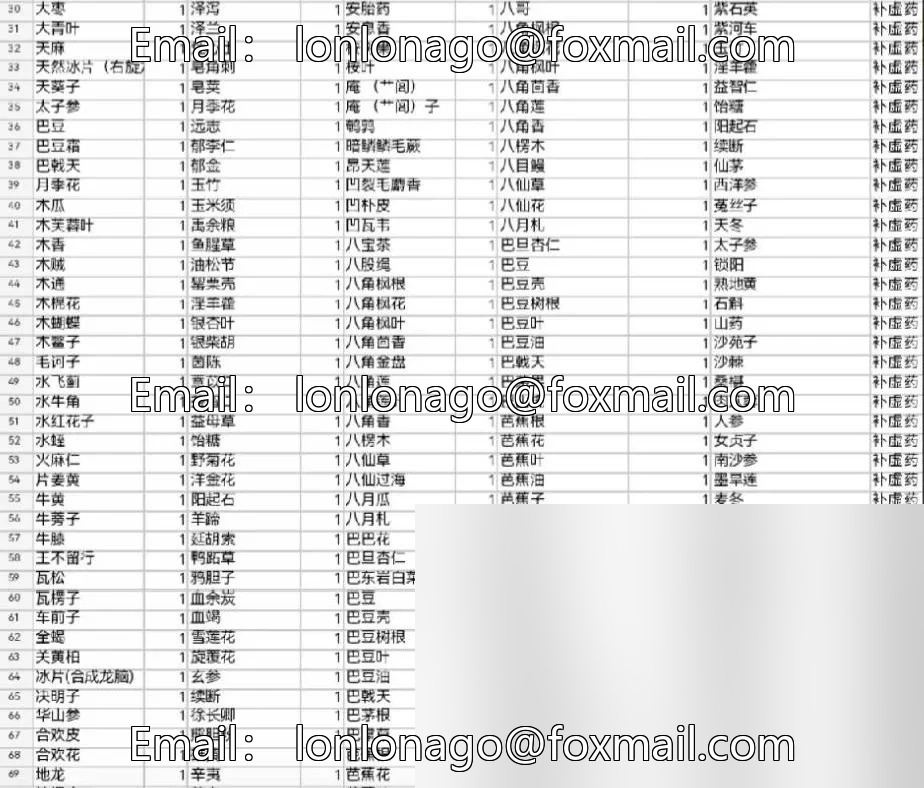 30 大枣 1 泽泻 1 安胎药 1 八哥 1 紫石英 补虚药
31 大青叶 1 泽兰 1 安息香 1 八角枫根 1 紫河车 补虚药
32 天麻 1 1 1 1 补虚药
Email： lonlonago@foxmail.com
33 天然冰片（右旋 1 皂角刺 1 桉叶 1 八角枫叶 1 淫羊藿 补虚药
34 天葵子 1 皂荚 1 庵（艹闾） 1 八角茴香 1 益智仁 补虚药
35 太子参 1 月季花 1 庵（艹闾）子 1 八角莲 1 饴糖 补虚药
36 巴豆 1 远志 1 鹌鹑 1 八角香 1 阳起石 补虚药
37 巴豆霜 1 郁李仁 1 暗鳞鳞毛蕨 1 八楞木 1 续断 补虚药
38 巴戟天 1 郁金 1 昂天莲 1 八目鳗 1 仙茅 补虚药
39 月季花 1 玉竹 1 凹裂毛麝香 1 八仙草 1 西洋参 补虚药
40 木瓜 1 玉米须 1 凹朴皮 1 八仙花 1 菟丝子 补虚药
41 木芙蓉叶 1 禹余粮 1 凹瓦韦 1 八月札 1 天冬 补虚药
42 木香 1 鱼腥草 1 八宝茶 1 巴旦杏仁 1 太子参 补虚药
43 木贼 1 油松节 1 八股绳 1 巴豆 1 锁阳 补虚药
44 木通 1 罂粟壳 1 八角枫根 1 巴豆壳 1 熟地黄 补虚药
45 木棉花 1 淫羊藿 1 八角枫花 1 巴豆树根 1 石斛 补虚药
46 木蝴蝶 1 银杏叶 1 八角枫叶 1 巴豆叶 1 山药 补虚药
47 木鳖子 1 银柴胡 1 八角茴香 1 巴豆油 1 沙苑子 补虚药
48 毛诃子 1 茵陈 1 八角金盘 1 巴戟天 1 沙棘 补虚药
49 水飞蓟 1 1 八角莲 1 1 桑椹 补虚药
50 水牛角 1 1 1 1 补虚药
Email： lonlonago@foxmail.com
51 水红花子 1 益母草 1 八角香 1 芭蕉根 1 人参 补虚药
52 水蛭 1 饴糖 1 八楞木 1 芭蕉花 1 女贞子 补虚药
53 火麻仁 1 野菊花 1 八仙草 1 芭蕉叶 1 南沙参 补虚药
54 片姜黄 1 洋金花 1 八仙过海 1 芭蕉油 1 墨旱莲 补虚药
55 牛黄 1 阳起石 1 八月瓜 1 芭蕉子 1 麦冬 补虚药
56 牛蒡子 1 羊蹄 1 八月札
57 牛膝 1 延胡索 1 巴巴花
58 王不留行 1 鸭跖草 1 巴旦杏仁
59 瓦松 1 鸦胆子 1 巴东岩白菜
60 瓦楞子 1 血余炭 1 巴豆
61 车前子 1 血竭 1 巴豆壳
62 全蝎 1 雪莲花 1 巴豆树根
63 关黄柏 1 旋覆花 1 巴豆叶
64 冰片(合成龙脑) 1 玄参 1 巴豆油
65 决明子 1 续断 1 巴戟天
66 华山参 1 徐长卿 1 巴茅根
67 合欢皮 1 1
68 合欢花 1 1
Email： lonlonago@foxmail.com
69 地龙 1 辛夷 1 芭蕉花